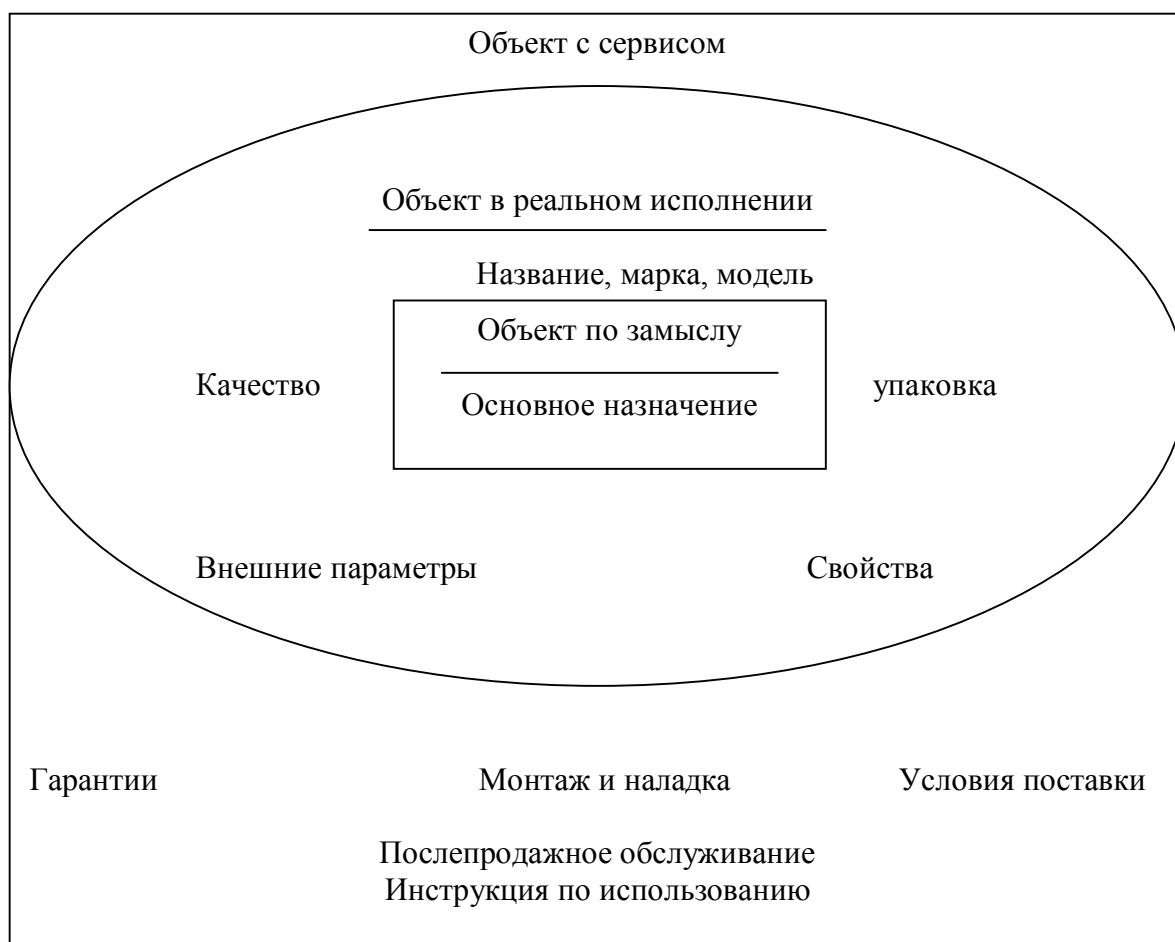 Объект с сервисом
Объект в реальном исполнении
Название, марка, модель
Объект по замыслу
Качество
упаковка
Основное назначение
Внешние параметры
Свойства
Гарантии
Монтаж и наладка
Условия поставки
Послепродажное обслуживание
Инструкция по использованию